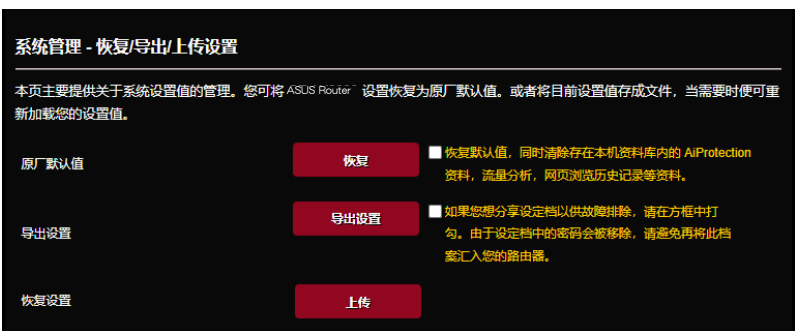 系统管理 - 恢复/导出/上传设置
本页主要提供关于系统设置值的管理。您可将 ASUS Router 设置恢复为原厂默认值。或者将目前设置值存成文件，当需要时便可重
新加载您的设置值。
原厂默认值
恢复
恢复默认值，同时清除存在本机资料库内的 AiProtection
资料，流量分析，网页浏览历史记录等资料。
导出设置
导出设置
如果您想分享设定档以供故障排除，请在方框中打
勾。由于设定档中的密码会被移除，请避免再将此档
案汇入您的路由器。
恢复设置
上传